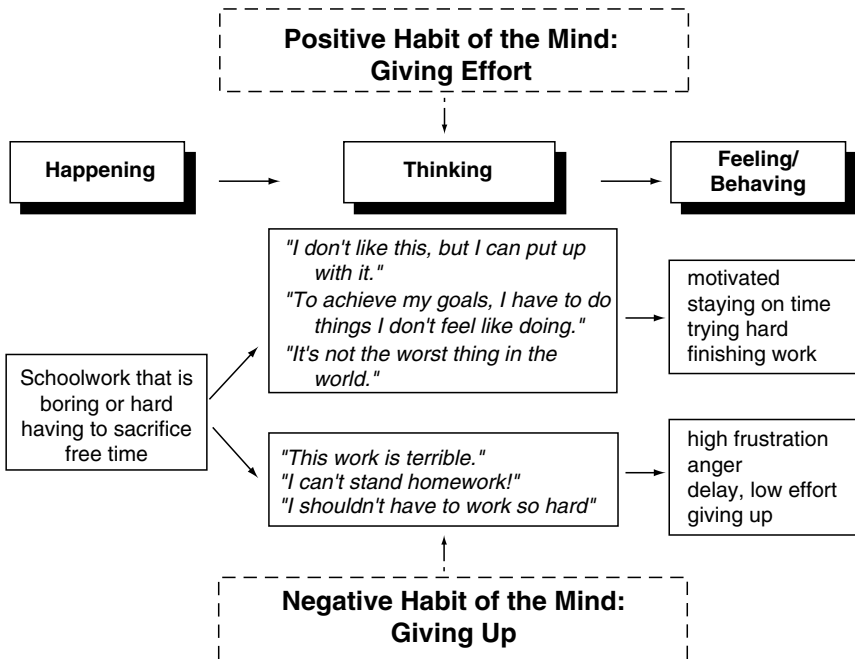 Positive Habit of the Mind:
Giving Effort
Happening
Thinking
Feeling/
Behaving
"I don't like this, but I can put up
with it."
"To achieve my goals, I have to do
things I don't feel like doing."
"It's not the worst thing in the
world."
motivated
staying on time
trying hard
finishing work
Schoolwork that is
boring or hard
having to sacrifice
free time
"This work is terrible."
"I can't stand homework!"
"I shouldn't have to work so hard"
high frustration
anger
delay, low effort
giving up
Negative Habit of the Mind:
Giving Up